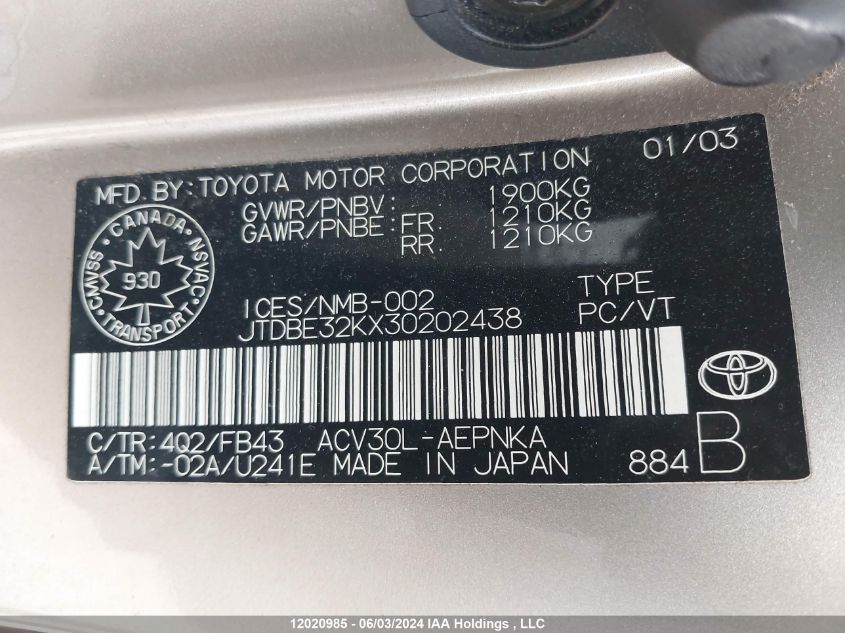 MFD. BY: TOYOTA MOTOR CORPORATION 01/03
GVWR/PNBV: 1900KG
GAWR/PNBE: FR. 1210KG
RR. 1210KG
CANADA
CMVSS 930 NSVAC
TRANSPORT
ICES/NMB-002 TYPE
JTDBE32KX30202438 PC/VT
C/TR: 4Q2/FB43 ACV30L-AEPNKA
A/TM: -02A/U241E MADE IN JAPAN 884 B
12020985 - 06/03/2024 IAA Holdings , LLC